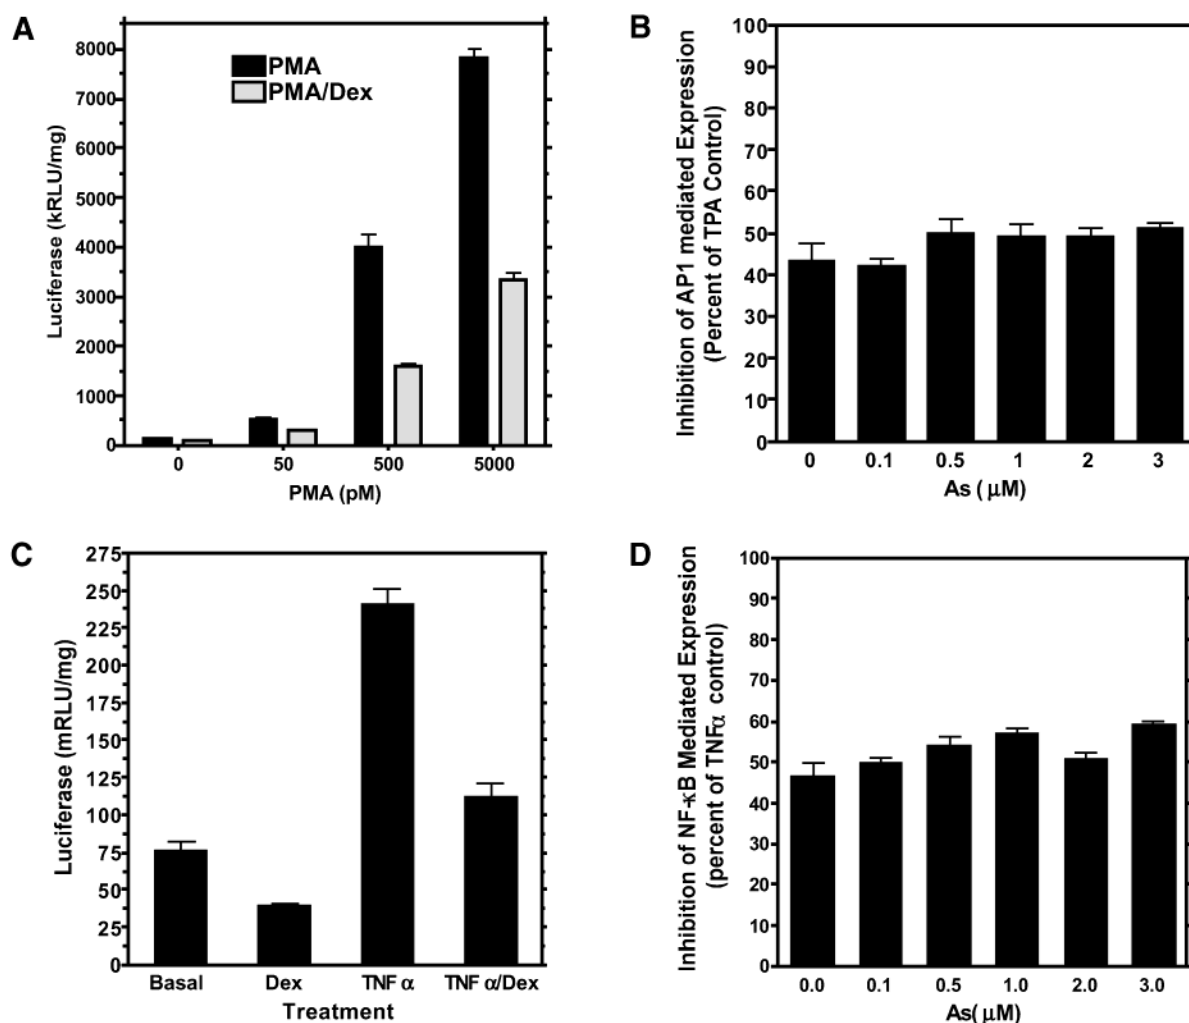 A
PMA
PMA/Dex
Luciferase (kRLU/mg)
8000
7000
6000
5000
4000
3000
2000
1000
0
0 50 500 5000
PMA (pM)
B
Inhibition of AP1 mediated Expression
(Percent of TPA Control)
100
90
80
70
60
50
40
30
20
10
0
0 0.1 0.5 1 2 3
As ( μM)
C
Luciferase (mRLU/mg)
275
250
225
200
175
150
125
100
75
50
25
0
Basal Dex TNF α TNF α/Dex
Treatment
D
Inhibition of NF-κB Mediated Expression
(percent of TNFα control)
100
90
80
70
60
50
40
30
20
10
0
0.0 0.1 0.5 1.0 2.0 3.0
As( μM)